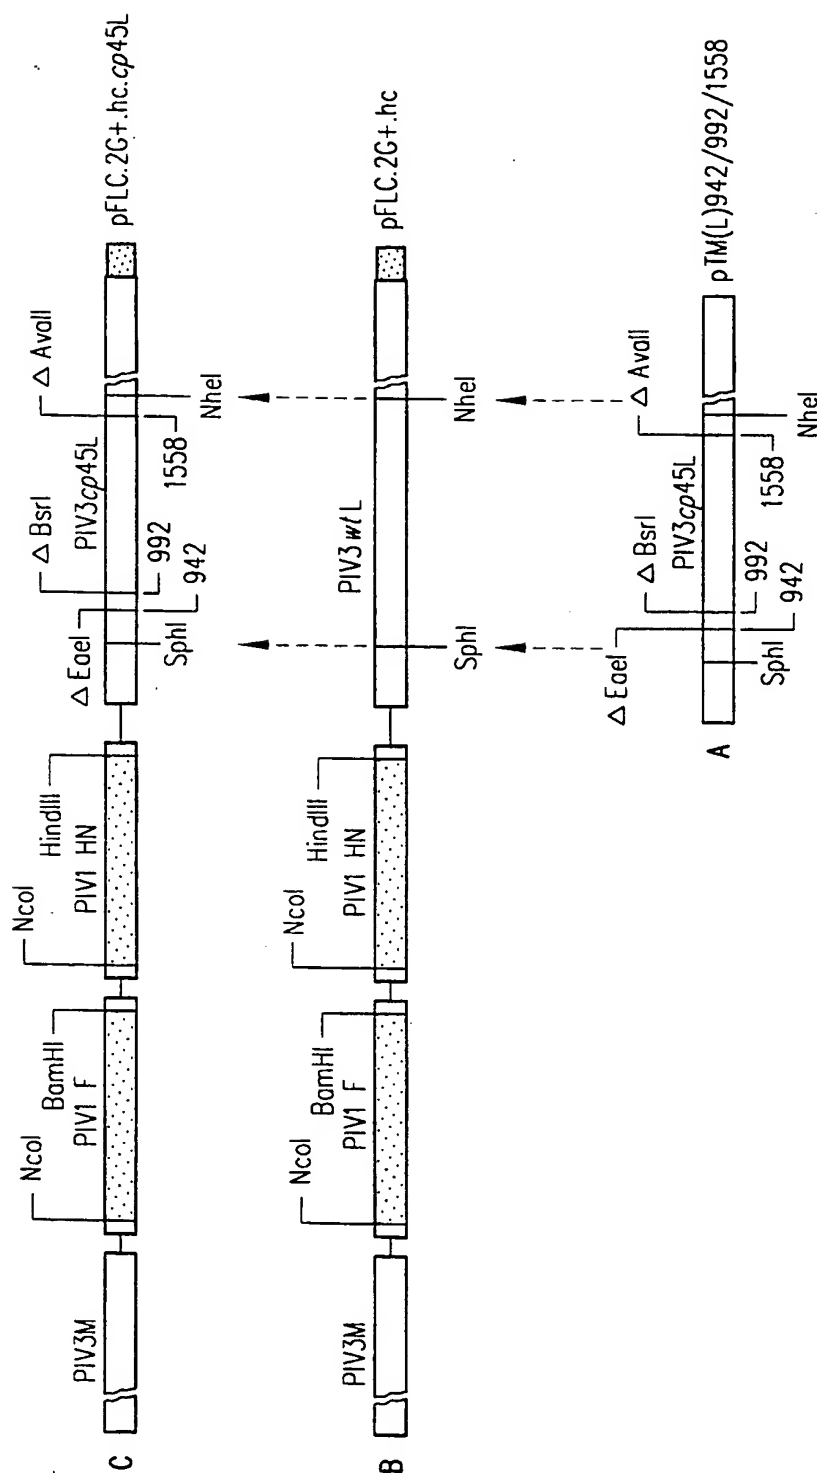 NcoI
NcoI
Δ BsrI
Δ AvaII
BamHI
HindIII
Δ EaeI
PIV3M
PIV1 F
PIV1 HN
PIV3cp45L
C
pFLC.2G+.hc.cp45L
992
1558
942
SphI
NheI
NcoI
NcoI
BamHI
HindIII
PIV3M
PIV1 F
PIV1 HN
PIV3wt L
B
pFLC.2G+.hc
SphI
NheI
Δ EaeI
Δ BsrI
Δ AvaII
PIV3cp45L
A
pTM(L)942/992/1558
992
1558
942
SphI
NheI